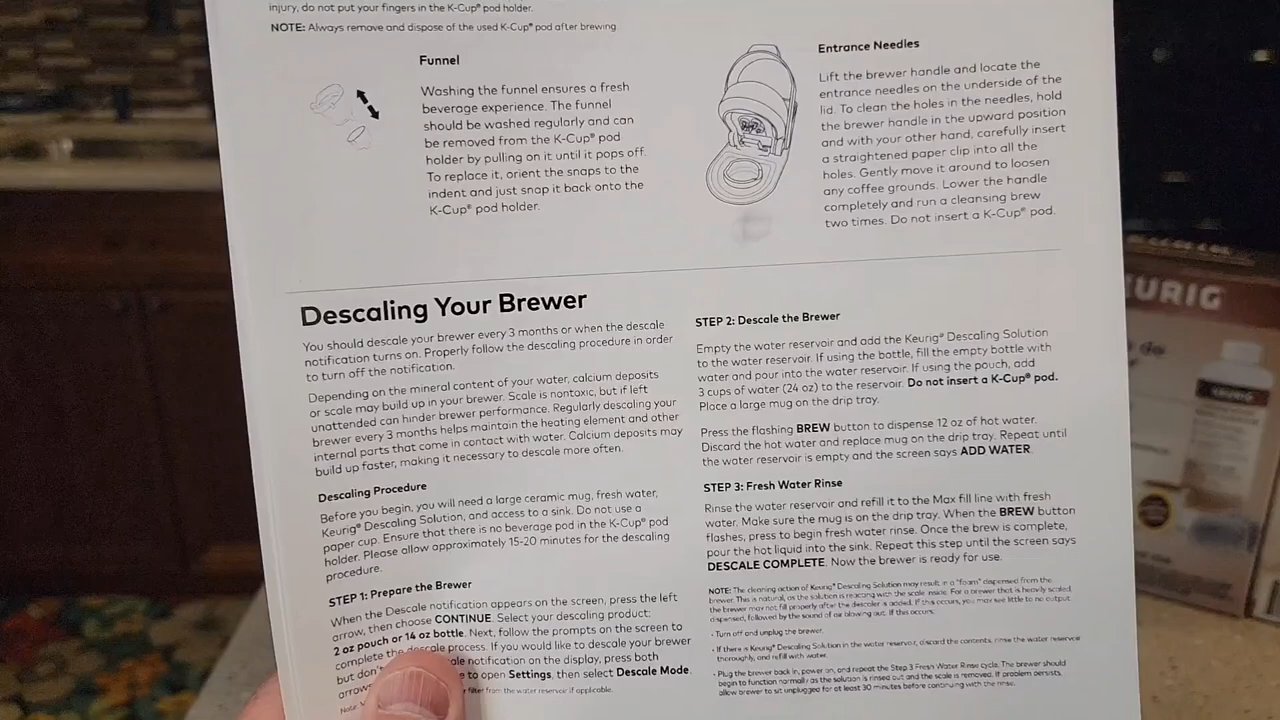 injury, do not put your fingers in the K-Cup® pod holder.
NOTE: Always remove and dispose of the used K-Cup® pod after brewing.
Funnel
Washing the funnel ensures a fresh
beverage experience. The funnel
should be washed regularly and can
be removed from the K-Cup® pod
holder by pulling on it until it pops off.
To replace it, orient the snaps to the
indent and just snap it back onto the
K-Cup® pod holder.
Entrance Needles
Lift the brewer handle and locate the
entrance needles on the underside of the
lid. To clean the holes in the needles, hold
the brewer handle in the upward position
and with your other hand, carefully insert
a straightened paper clip into all the
holes. Gently move it around to loosen
any coffee grounds. Lower the handle
completely and run a cleansing brew
two times. Do not insert a K-Cup® pod.
Descaling Your Brewer
You should descale your brewer every 3 months or when the descale
notification turns on. Properly follow the descaling procedure in order
to turn off the notification.
Depending on the mineral content of your water, calcium deposits
or scale may build up in your brewer. Scale is nontoxic, but if left
unattended can hinder brewer performance. Regularly descaling your
brewer every 3 months helps maintain the heating element and other
internal parts that come in contact with water. Calcium deposits may
build up faster, making it necessary to descale more often.
Descaling Procedure
Before you begin, you will need a large ceramic mug, fresh water,
Keurig® Descaling Solution, and access to a sink. Do not use a
paper cup. Ensure that there is no beverage pod in the K-Cup® pod
holder. Please allow approximately 15-20 minutes for the descaling
procedure.
STEP 1: Prepare the Brewer
When the Descale notification appears on the screen, press the left
arrow, then choose CONTINUE. Select your descaling product:
2 oz pouch or 14 oz bottle. Next, follow the prompts on the screen to
complete the descale process. If you would like to descale your brewer
but don't notification on the display, press both
arrow to open Settings, then select Descale Mode.
Note: filter from the water reservoir if applicable.
STEP 2: Descale the Brewer
Empty the water reservoir and add the Keurig® Descaling Solution
to the water reservoir. If using the bottle, fill the empty bottle with
water and pour into the water reservoir. If using the pouch, add
3 cups of water (24 oz) to the reservoir. Do not insert a K-Cup® pod.
Place a large mug on the drip tray.
Press the flashing BREW button to dispense 12 oz of hot water.
Discard the hot water and replace mug on the drip tray. Repeat until
the water reservoir is empty and the screen says ADD WATER.
STEP 3: Fresh Water Rinse
Rinse the water reservoir and refill it to the Max fill line with fresh
water. Make sure the mug is on the drip tray. When the BREW button
flashes, press to begin fresh water rinse. Once the brew is complete,
pour the hot liquid into the sink. Repeat this step until the screen says
DESCALE COMPLETE. Now the brewer is ready for use.
NOTE: The cleaning action of Keurig® Descaling Solution may result in a "foam" dispensed from the
brewer. This is natural, as the solution is reacting with the scale inside. For a brewer that is heavily scaled
the brewer may not fill properly after the descaler is added. If this occurs, you may see little to no output
dispensed, followed by the sound of air blowing out. If this occurs:
• Turn off and unplug the brewer.
• If there is Keurig® Descaling Solution in the water reservoir, discard the contents, rinse the water reservoir
thoroughly, and refill with water.
• Plug the brewer back in, power on, and repeat the Step 3 Fresh Water Rinse cycle. The brewer should
begin to function normally as the solution is rinsed out and the scale is removed. If problem persists,
allow brewer to sit unplugged for at least 30 minutes before continuing with the rinse.
KEURIG